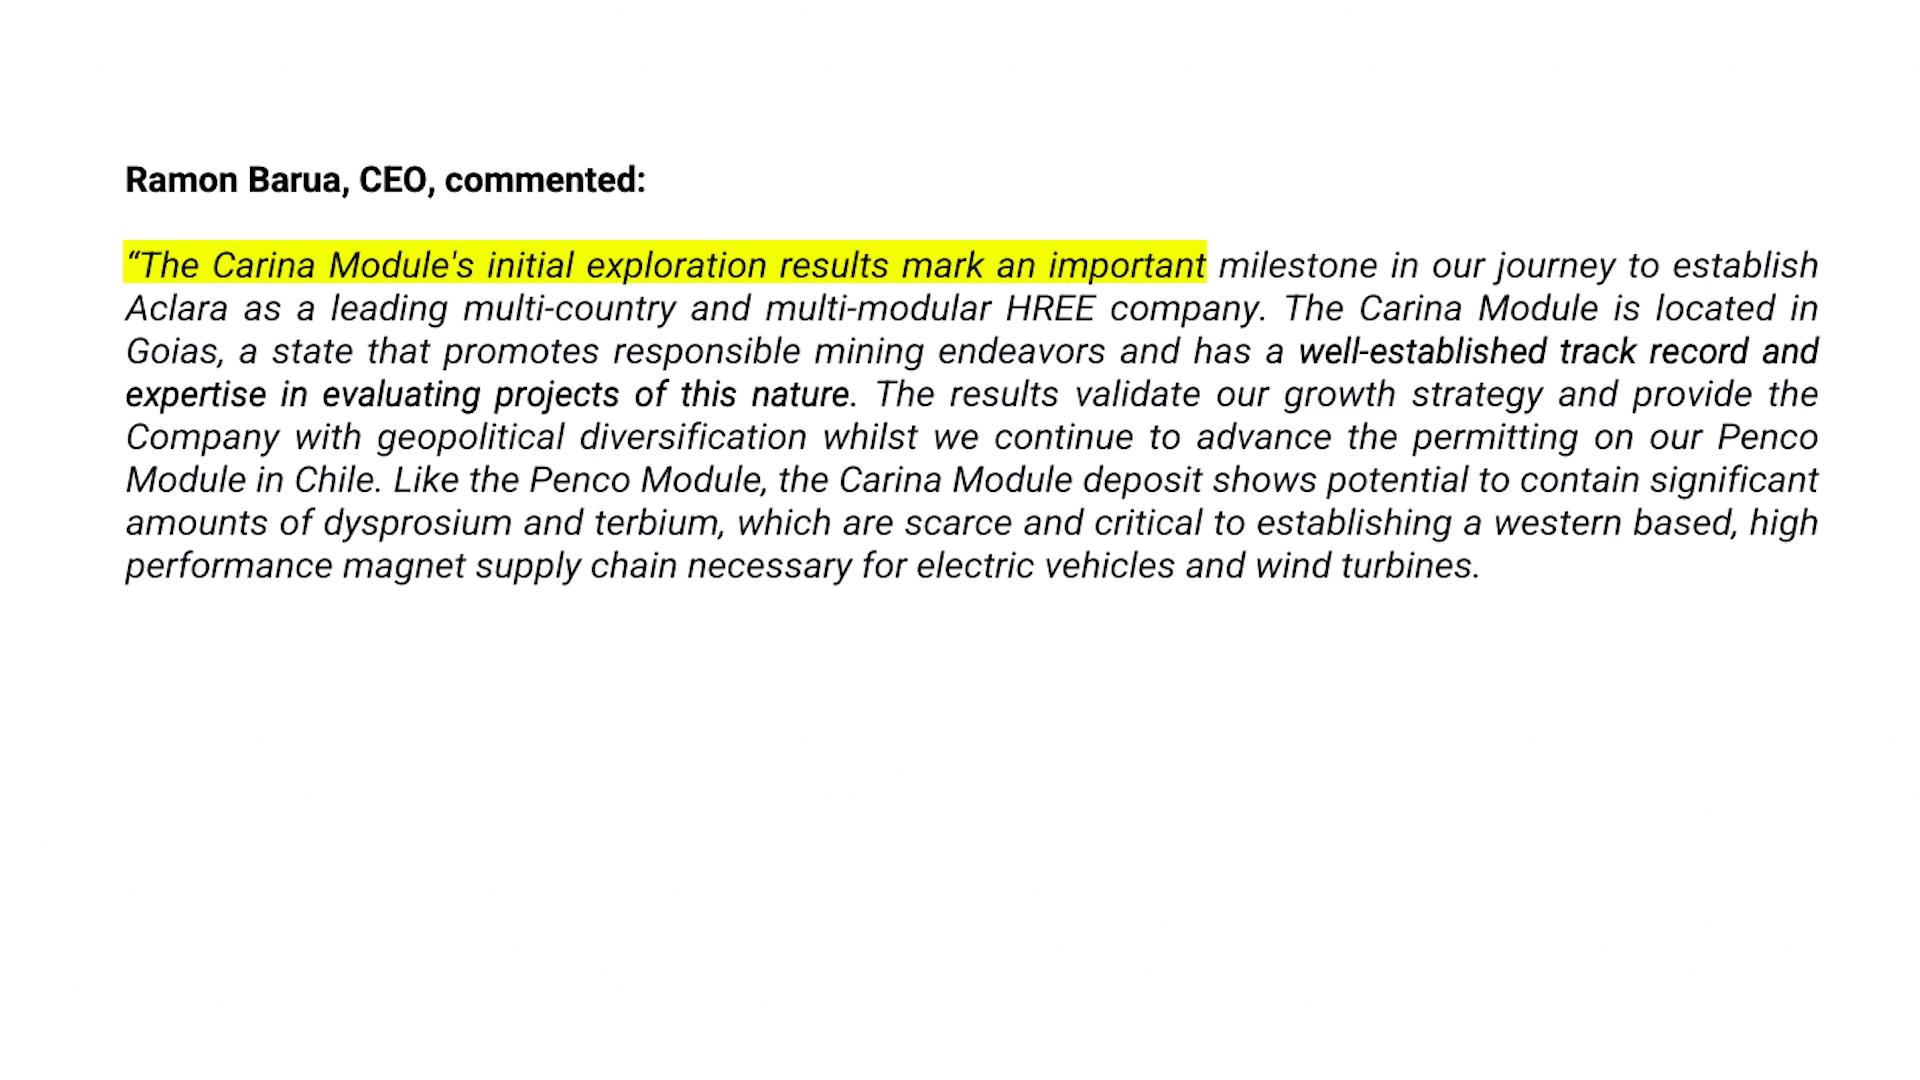 Ramon Barua, CEO, commented:
“The Carina Module's initial exploration results mark an important milestone in our journey to establish
Aclara as a leading multi-country and multi-modular HREE company. The Carina Module is located in
Goias, a state that promotes responsible mining endeavors and has a well-established track record and
expertise in evaluating projects of this nature. The results validate our growth strategy and provide the
Company with geopolitical diversification whilst we continue to advance the permitting on our Penco
Module in Chile. Like the Penco Module, the Carina Module deposit shows potential to contain significant
amounts of dysprosium and terbium, which are scarce and critical to establishing a western based, high
performance magnet supply chain necessary for electric vehicles and wind turbines.